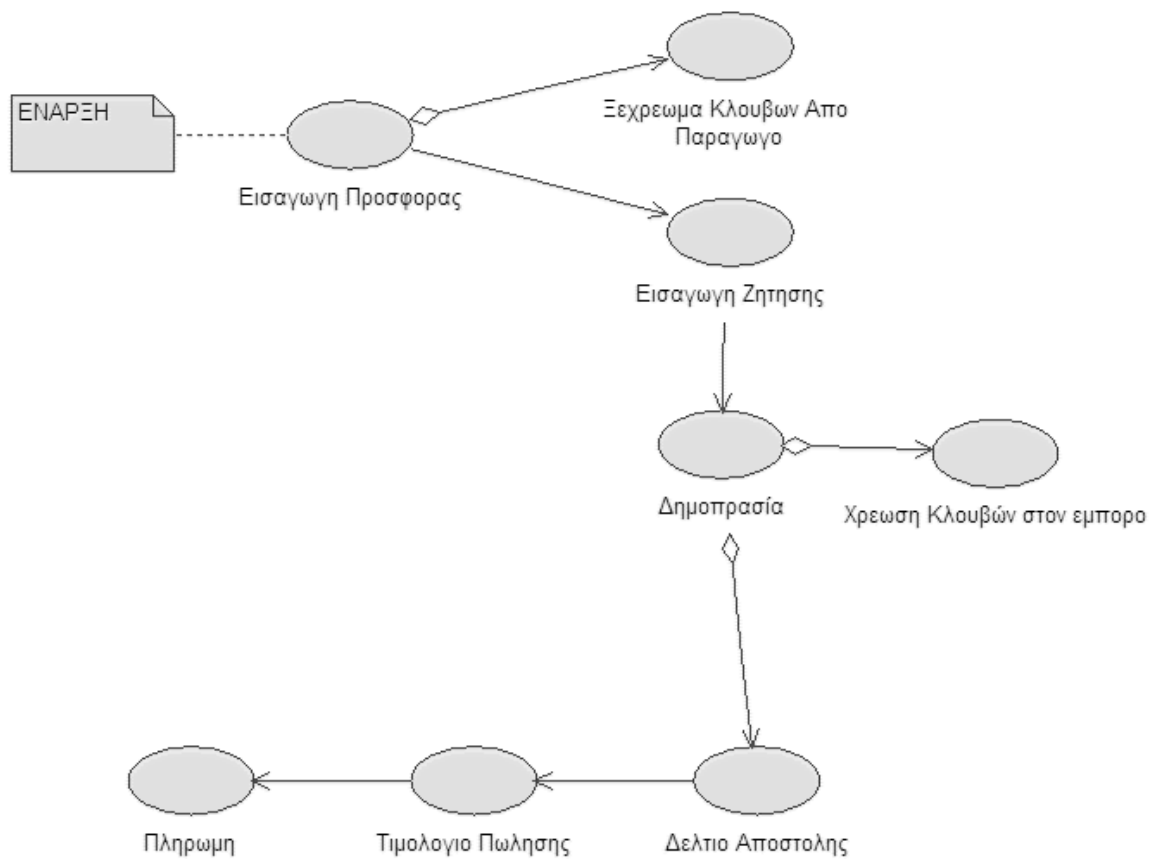 ΕΝΑΡΞΗ
Ξεχρεωμα Κλουβων Απο
Παραγωγο
Εισαγωγη Προσφορας
Εισαγωγη Ζητησης
Δημοπρασία
Χρεωση Κλουβών στον εμπορο
Πληρωμη
Τιμολογιο Πωλησης
Δελτιο Αποστολης